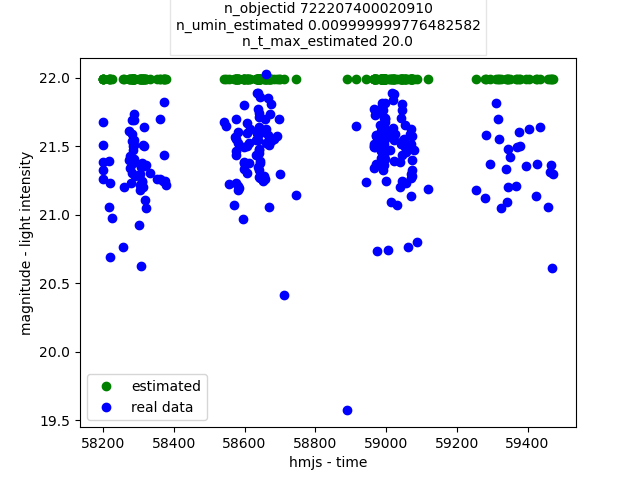 n_objectid 722207400020910
n_umin_estimated 0.009999999776482582
n_t_max_estimated 20.0
22.0
21.5
21.0
20.5
20.0
19.5
magnitude - light intensity
estimated
real data
58200 58400 58600 58800 59000 59200 59400
hmjs - time